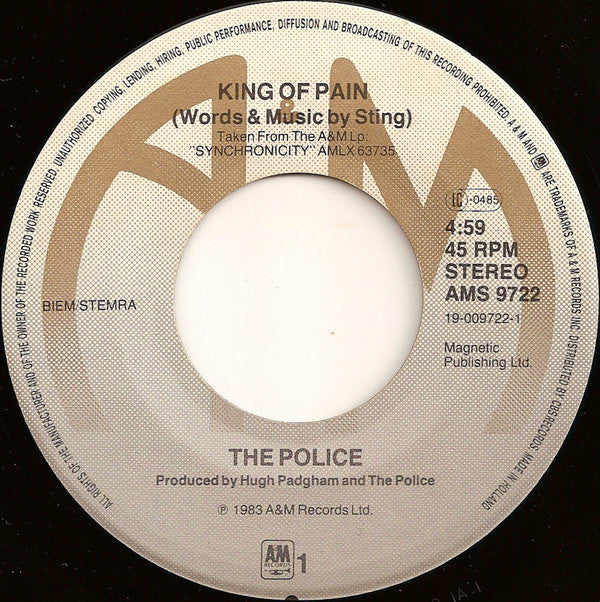 ALL RIGHTS OF THE MANUFACTURER AND OF THE OWNER OF THE RECORDED WORK RESERVED. UNAUTHORIZED COPYING, LENDING, HIRING, PUBLIC PERFORMANCE, DIFFUSION AND BROADCASTING OF THIS RECORDING PROHIBITED. A & M AND AM ARE TRADEMARKS OF A & M RECORDS INC. DISTRIBUTED BY CBS RECORDS. MADE IN HOLLAND
A&M
KING OF PAIN
(Words & Music by Sting)
Taken From The A&M Lp:
"SYNCHRONICITY" AMLX 63735
LC-0485
4:59
45 RPM
STEREO
AMS 9722
BIEM/STEMRA
19-009722-1
Magnetic
Publishing Ltd.
THE POLICE
Produced by Hugh Padgham and The Police
℗ 1983 A&M Records Ltd.
AM
RECORDS
1